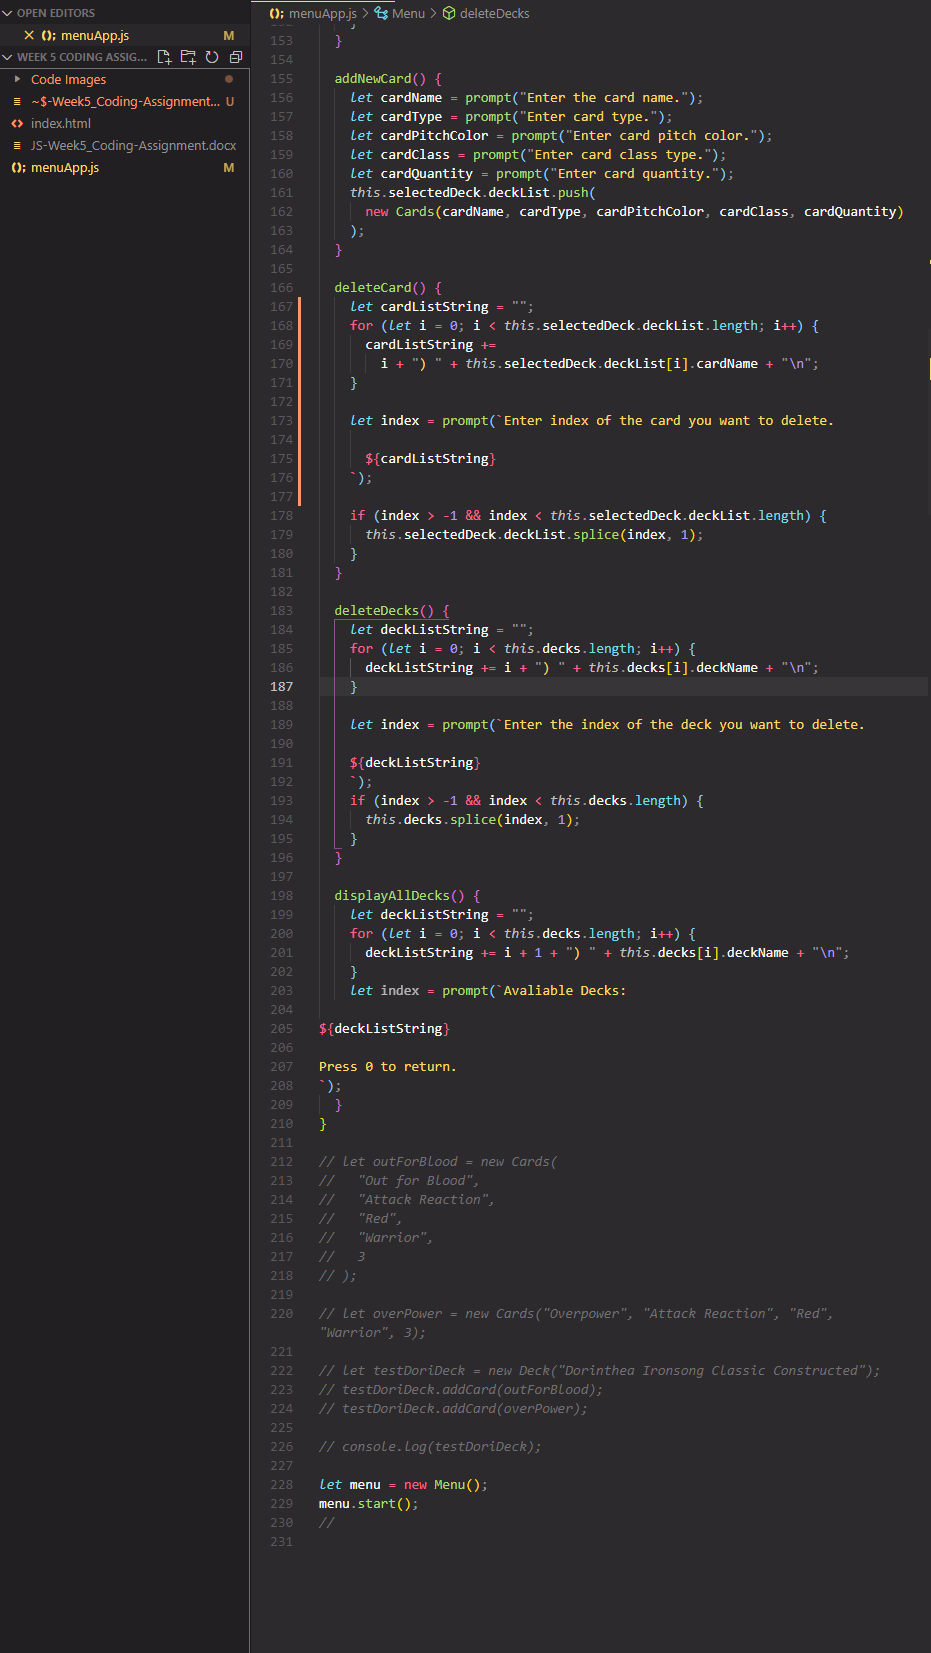 OPEN EDITORS
menuApp.js M
WEEK 5 CODING ASSIG...
Code Images
~$-Week5_Coding-Assignment... U
index.html
JS-Week5_Coding-Assignment.docx
menuApp.js M
menuApp.js > Menu > deleteDecks
153 }
154
155 addNewCard() {
156 let cardName = prompt("Enter the card name.");
157 let cardType = prompt("Enter card type.");
158 let cardPitchColor = prompt("Enter card pitch color.");
159 let cardClass = prompt("Enter card class type.");
160 let cardQuantity = prompt("Enter card quantity.");
161 this.selectedDeck.deckList.push(
162 new Cards(cardName, cardType, cardPitchColor, cardClass, cardQuantity)
163 );
164 }
165
166 deleteCard() {
167 let cardListString = "";
168 for (let i = 0; i < this.selectedDeck.deckList.length; i++) {
169 cardListString +=
170 i + ") " + this.selectedDeck.deckList[i].cardName + "\n";
171 }
172
173 let index = prompt(`Enter index of the card you want to delete.
174
175 ${cardListString}
176 `);
177
178 if (index > -1 && index < this.selectedDeck.deckList.length) {
179 this.selectedDeck.deckList.splice(index, 1);
180 }
181 }
182
183 deleteDecks() {
184 let deckListString = "";
185 for (let i = 0; i < this.decks.length; i++) {
186 deckListString += i + ") " + this.decks[i].deckName + "\n";
187 }
188
189 let index = prompt(`Enter the index of the deck you want to delete.
190
191 ${deckListString}
192 `);
193 if (index > -1 && index < this.decks.length) {
194 this.decks.splice(index, 1);
195 }
196 }
197
198 displayAllDecks() {
199 let deckListString = "";
200 for (let i = 0; i < this.decks.length; i++) {
201 deckListString += i + 1 + ") " + this.decks[i].deckName + "\n";
202 }
203 let index = prompt(`Avaliable Decks:
204
205 ${deckListString}
206
207 Press 0 to return.
208 `);
209 }
210 }
211
212 // let outForBlood = new Cards(
213 // "Out for Blood",
214 // "Attack Reaction",
215 // "Red",
216 // "Warrior",
217 // 3
218 // );
219
220 // let overPower = new Cards("Overpower", "Attack Reaction", "Red",
"Warrior", 3);
221
222 // let testDoriDeck = new Deck("Dorinthea Ironsong Classic Constructed");
223 // testDoriDeck.addCard(outForBlood);
224 // testDoriDeck.addCard(overPower);
225
226 // console.log(testDoriDeck);
227
228 let menu = new Menu();
229 menu.start();
230 //
231